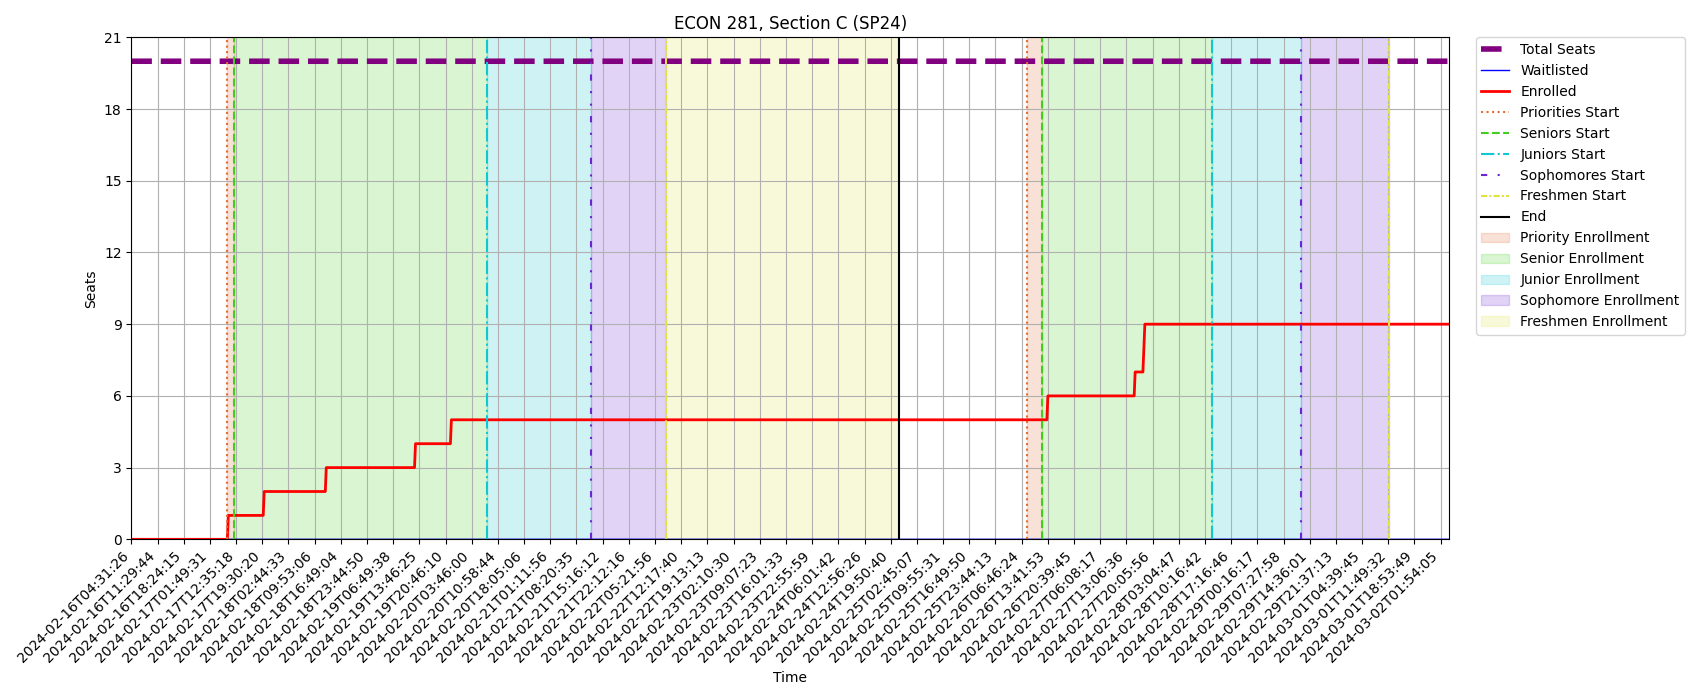 ECON 281, Section C (SP24)
Seats
21
18
15
12
9
6
3
0
2024-02-16T04:31:26
2024-02-16T11:29:44
2024-02-16T18:24:15
2024-02-17T01:49:31
2024-02-17T12:35:18
2024-02-17T19:30:20
2024-02-18T02:44:33
2024-02-18T09:53:06
2024-02-18T16:49:04
2024-02-18T23:44:50
2024-02-19T06:49:38
2024-02-19T13:46:25
2024-02-19T20:46:10
2024-02-20T03:46:00
2024-02-20T10:58:44
2024-02-20T18:05:06
2024-02-21T01:11:56
2024-02-21T08:20:35
2024-02-21T15:16:12
2024-02-21T22:12:16
2024-02-22T05:21:56
2024-02-22T12:17:40
2024-02-22T19:13:13
2024-02-23T02:10:30
2024-02-23T09:07:23
2024-02-23T16:01:33
2024-02-23T22:55:59
2024-02-24T06:01:42
2024-02-24T12:56:26
2024-02-24T19:50:40
2024-02-25T02:45:07
2024-02-25T09:55:31
2024-02-25T16:49:50
2024-02-25T23:44:13
2024-02-26T06:46:24
2024-02-26T13:41:53
2024-02-26T20:39:45
2024-02-27T06:08:17
2024-02-27T13:06:36
2024-02-27T20:05:56
2024-02-28T03:04:47
2024-02-28T10:16:42
2024-02-28T17:16:46
2024-02-29T00:16:17
2024-02-29T07:27:58
2024-02-29T14:36:01
2024-02-29T21:37:13
2024-03-01T04:39:45
2024-03-01T11:49:32
2024-03-01T18:53:49
2024-03-02T01:54:05
Time
Total Seats
Waitlisted
Enrolled
Priorities Start
Seniors Start
Juniors Start
Sophomores Start
Freshmen Start
End
Priority Enrollment
Senior Enrollment
Junior Enrollment
Sophomore Enrollment
Freshmen Enrollment